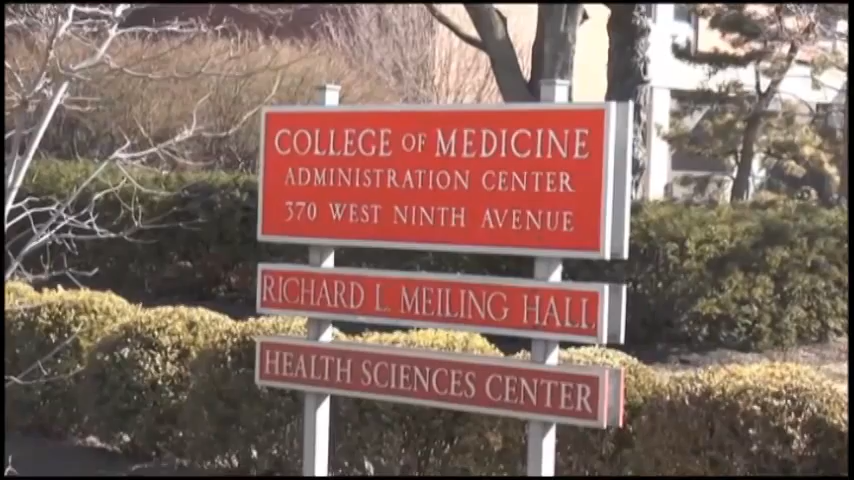 COLLEGE OF MEDICINE
ADMINISTRATION CENTER
370 WEST NINTH AVENUE
RICHARD L. MEILING HALL
HEALTH SCIENCES CENTER